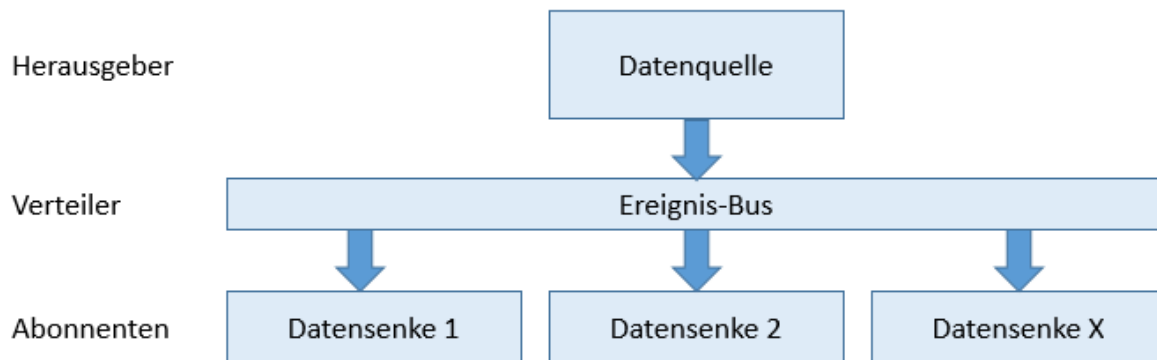 Herausgeber
Datenquelle
Verteiler
Ereignis-Bus
Abonnenten
Datensenke 1
Datensenke 2
Datensenke X